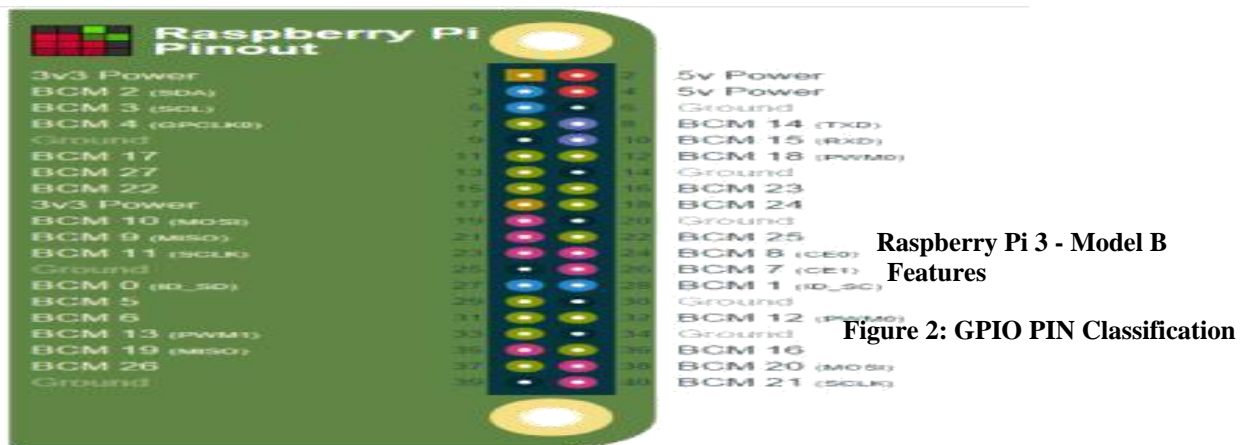 Raspberry Pi
Pinout
3v3 Power 1 2 5v Power
BCM 2 (SDA) 3 4 5v Power
BCM 3 (SCL) 5 6 Ground
BCM 4 (GPCLK0) 7 8 BCM 14 (TXD)
Ground 9 10 BCM 15 (RXD)
BCM 17 11 12 BCM 18 (PWM0)
BCM 27 13 14 Ground
BCM 22 15 16 BCM 23
3v3 Power 17 18 BCM 24
BCM 10 (MOSI) 19 20 Ground
BCM 9 (MISO) 21 22 BCM 25
BCM 11 (SCLK) 23 24 BCM 8 (CE0)
Ground 25 26 BCM 7 (CE1)
BCM 0 (ID_SD) 27 28 BCM 1 (ID_SC)
BCM 5 29 30 Ground
BCM 6 31 32 BCM 12 (PWM0)
BCM 13 (PWM1) 33 34 Ground
BCM 19 (MISO) 35 36 BCM 16
BCM 26 37 38 BCM 20 (MOSI)
Ground 39 40 BCM 21 (SCLK)
Raspberry Pi 3 - Model B
Features
Figure 2: GPIO PIN Classification